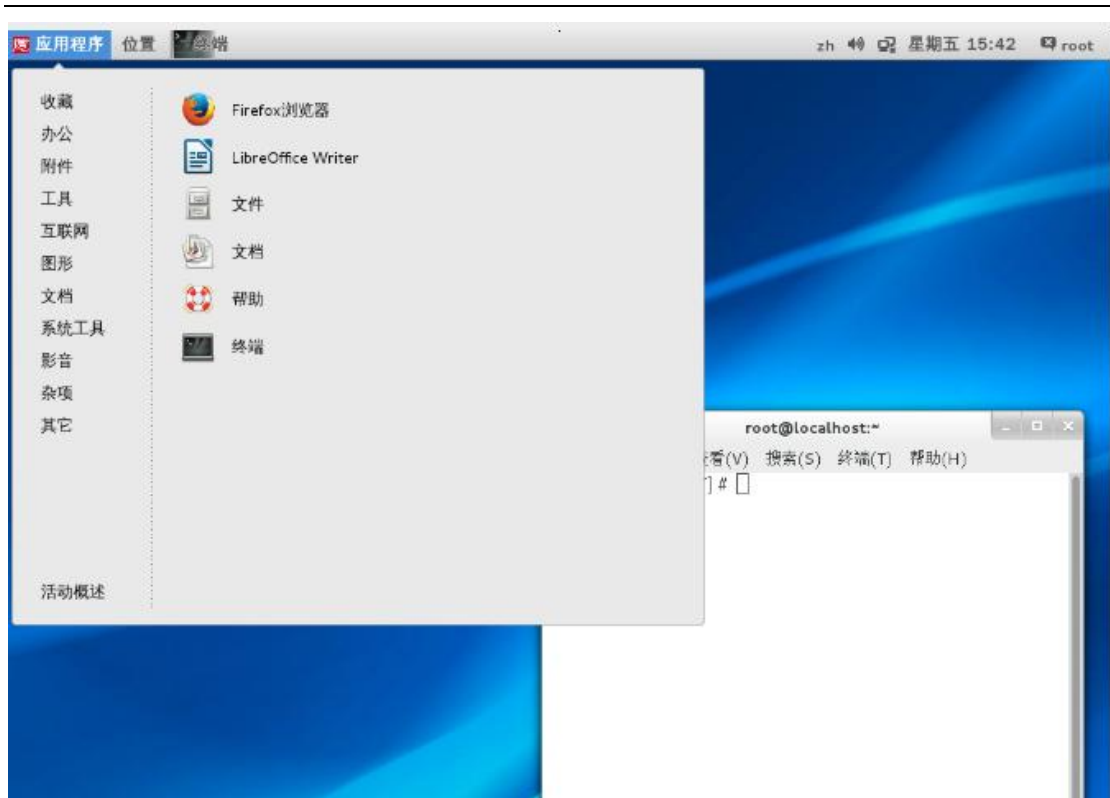 应用程序 位置 终端 zh 星期五 15:42 root
收藏
办公
附件
工具
互联网
图形
文档
系统工具
影音
杂项
其它
活动概述
Firefox浏览器
LibreOffice Writer
文件
文档
帮助
终端
root@localhost:~
查看(V) 搜索(S) 终端(T) 帮助(H)
]#